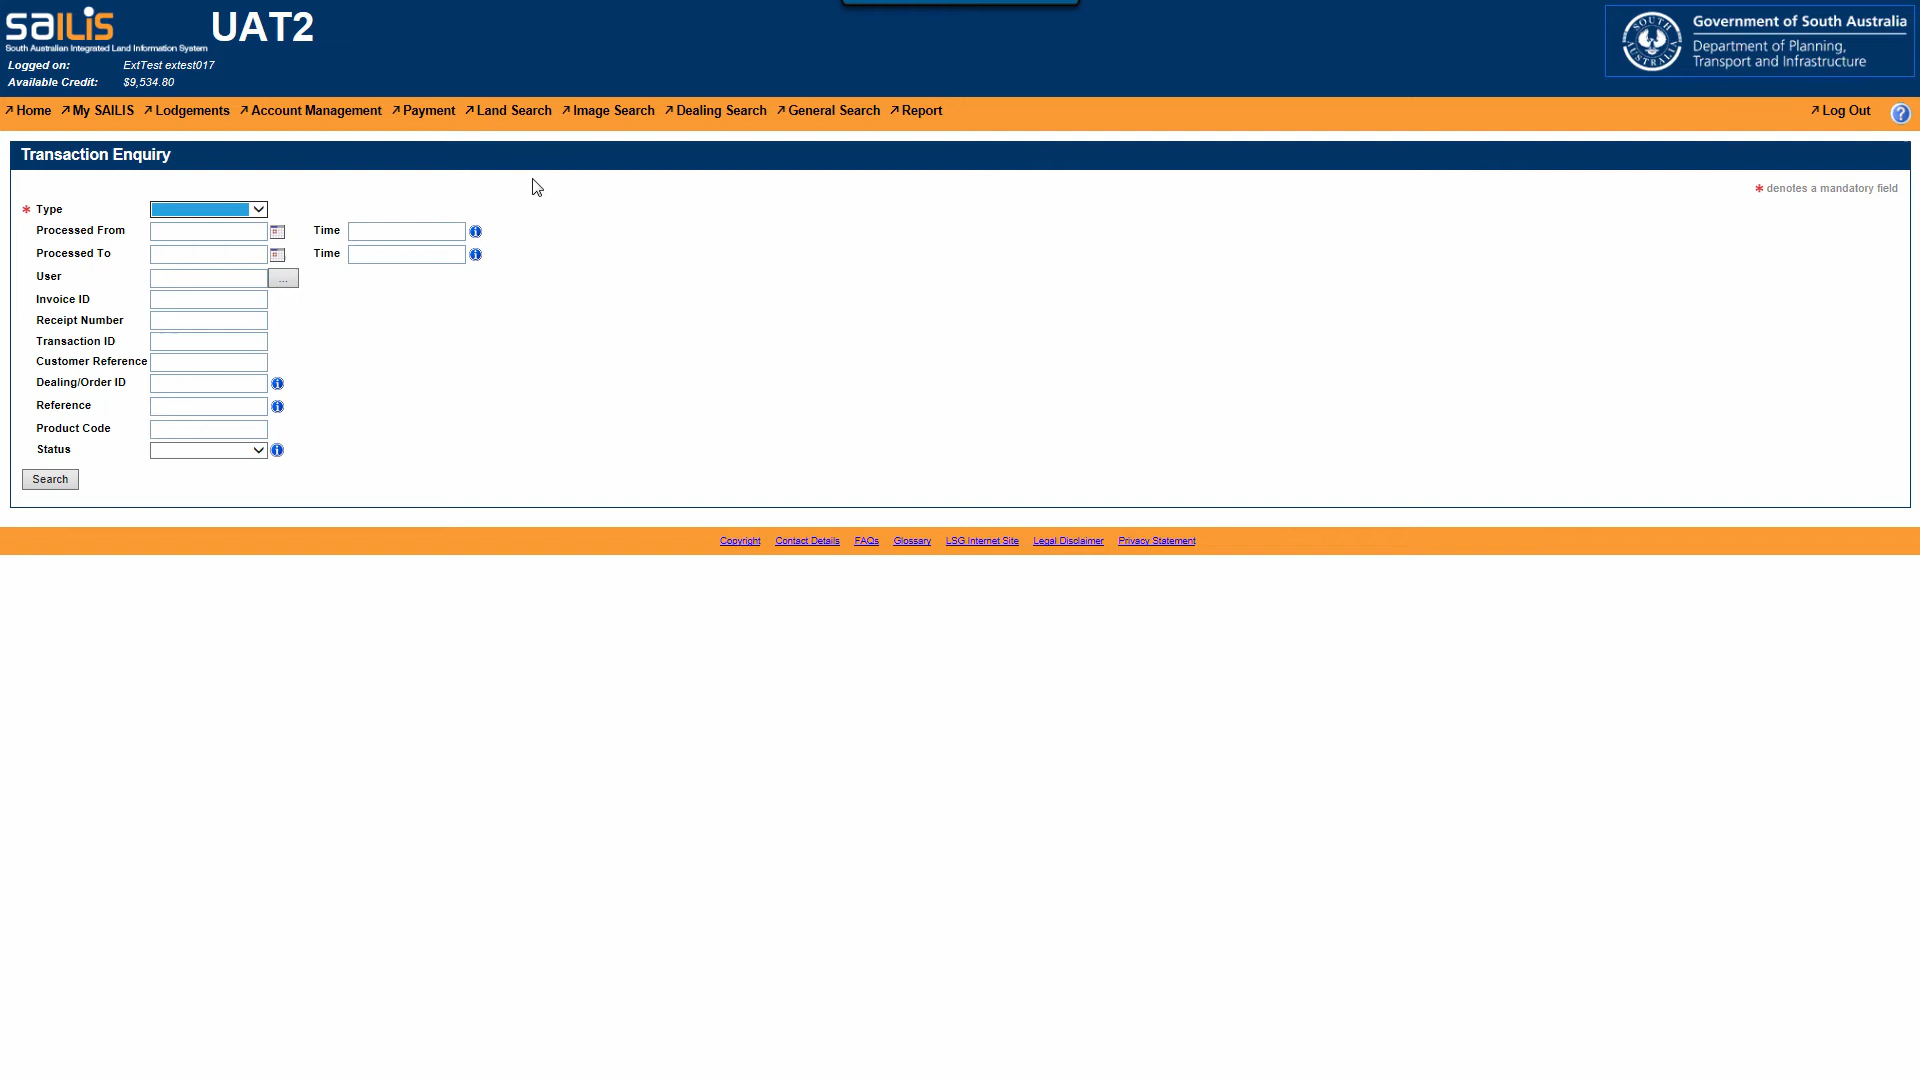 saILIS UAT2
South Australian Integrated Land Information System
Logged on: ExtTest extest017
Available Credit: $9,534.80
SOUTH AUSTRALIA
Government of South Australia
Department of Planning,
Transport and Infrastructure
Home My SAILIS Lodgements Account Management Payment Land Search Image Search Dealing Search General Search Report Log Out ?
Transaction Enquiry
* denotes a mandatory field
* Type
Processed From Time
Processed To Time
User ...
Invoice ID
Receipt Number
Transaction ID
Customer Reference
Dealing/Order ID
Reference
Product Code
Status
Search
Copyright Contact Details FAQs Glossary LSG Internet Site Legal Disclaimer Privacy Statement